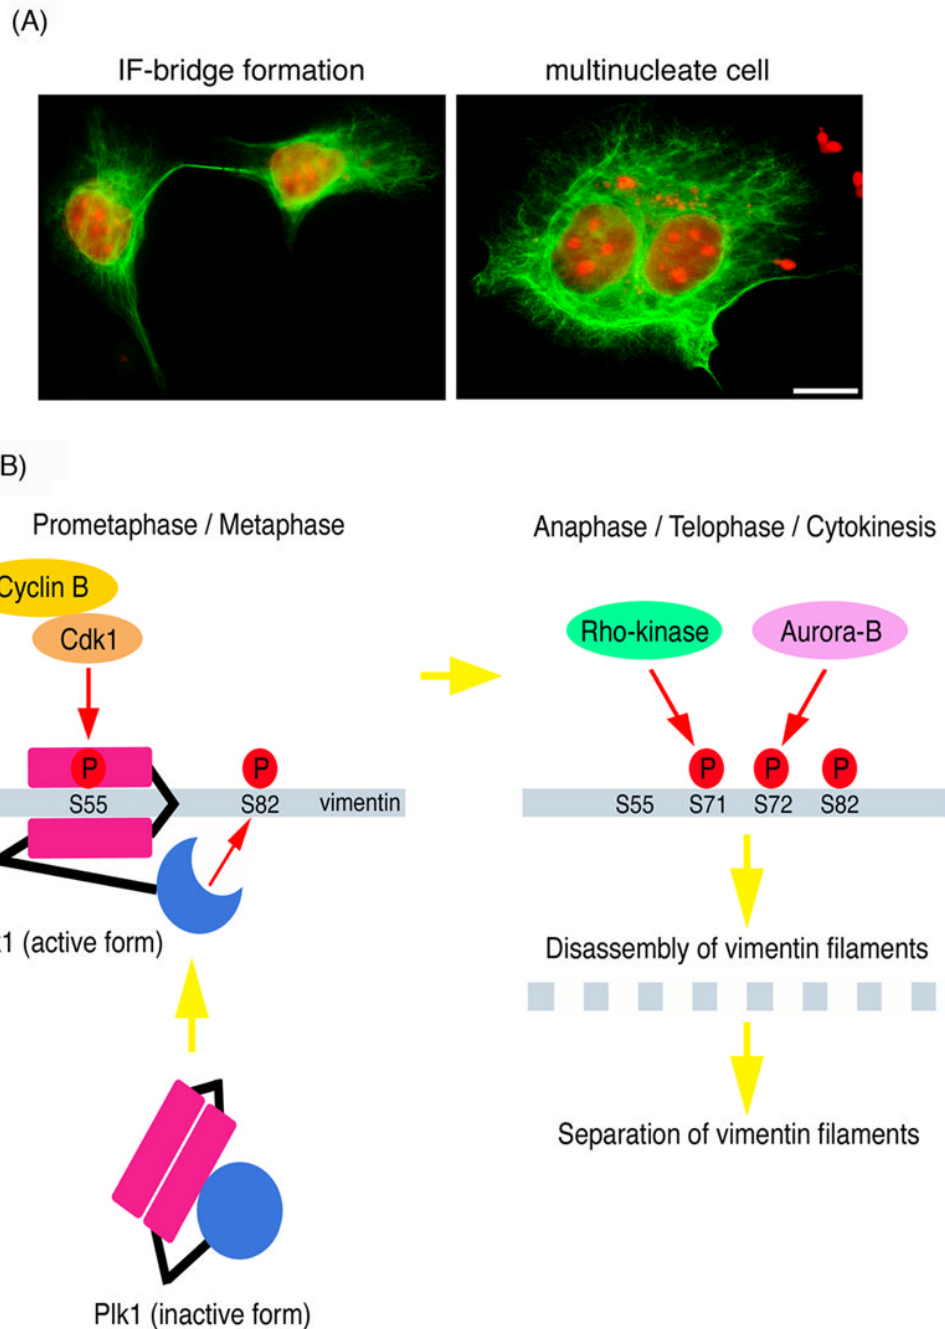 (A)
IF-bridge formation
multinucleate cell
B)
Prometaphase / Metaphase
Anaphase / Telophase / Cytokinesis
Cyclin B
Cdk1
Rho-kinase
Aurora-B
P
P
P
P
P
S55
S82
vimentin
S55
S71
S72
S82
1 (active form)
Disassembly of vimentin filaments
Separation of vimentin filaments
Plk1 (inactive form)